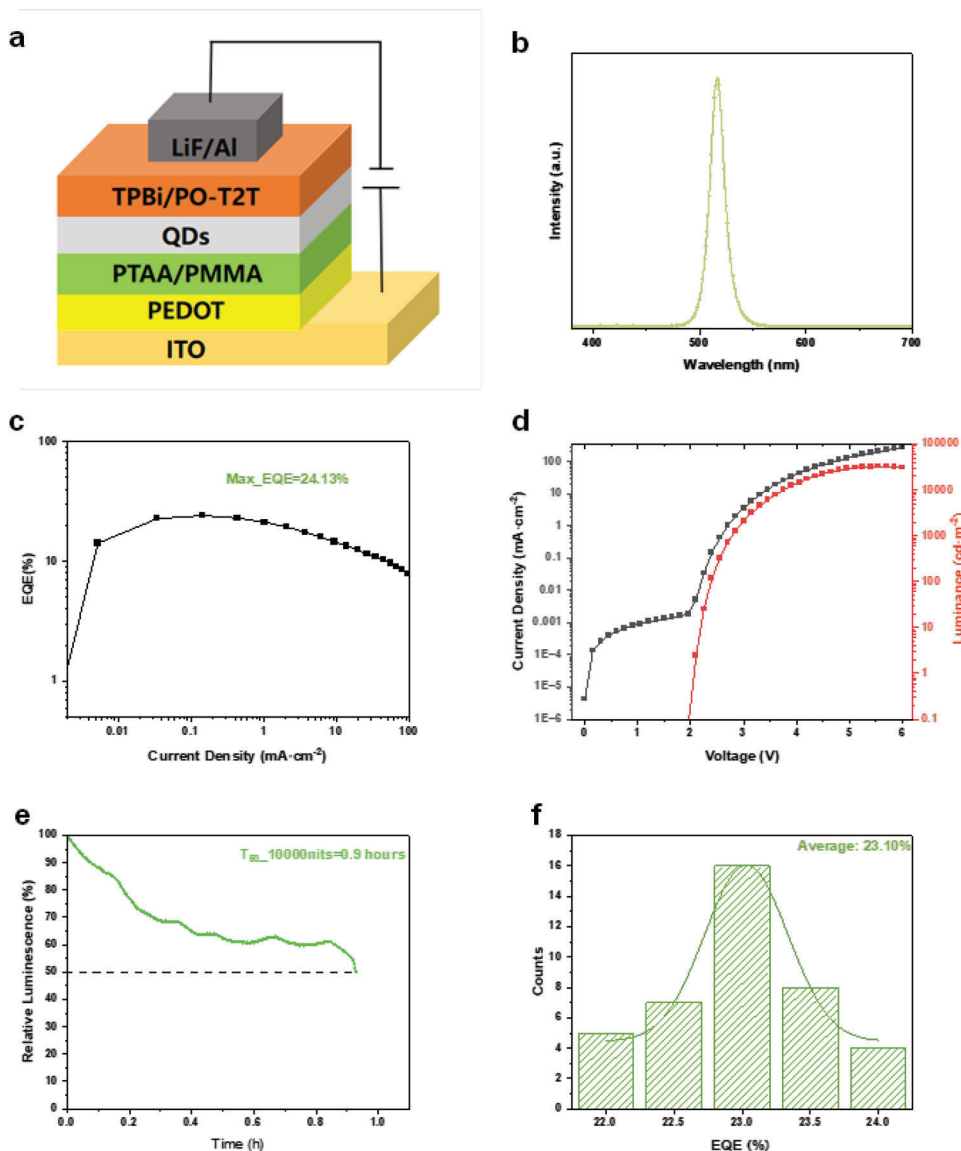 a
LiF/Al
TPBi/PO-T2T
QDs
PTAA/PMMA
PEDOT
ITO
b
Intensity (a.u.)
400 500 600 700
Wavelength (nm)
c
Max_EQE=24.13%
EQE(%)
100
10
1
0.01 0.1 1 10 100
Current Density (mA·cm⁻²)
d
Current Density (mA·cm⁻²)
100
10
1
0.1
0.01
0.001
1E−4
1E−5
1E−6
0 1 2 3 4 5 6
Voltage (V)
100000
10000
1000
100
10
1
0.1
Luminance (cd·m⁻²)
e
T₅₀_10000nits=0.9 hours
Relative Luminescence (%)
100
90
80
70
60
50
40
30
20
10
0
0.0 0.2 0.4 0.6 0.8 1.0
Time (h)
f
Average: 23.10%
Counts
18
16
14
12
10
8
6
4
2
0
22.0 22.5 23.0 23.5 24.0
EQE (%)